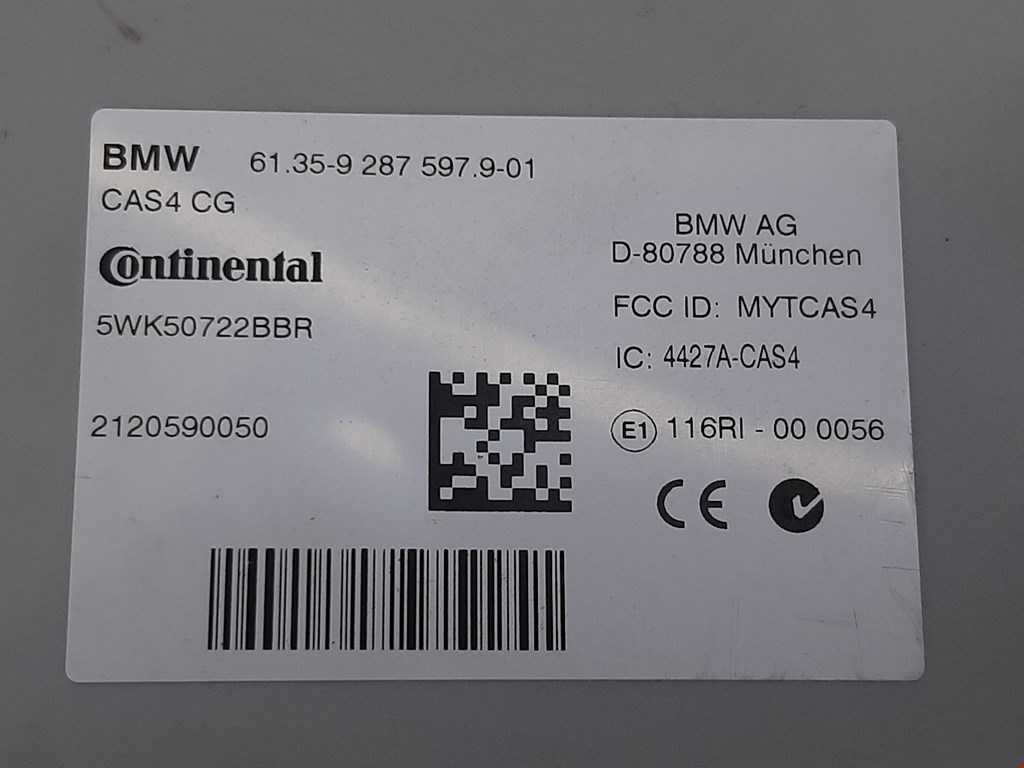 BMW 61.35-9 287 597.9-01
CAS4 CG
Continental
5WK50722BBR
2120590050
BMW AG
D-80788 München
FCC ID: MYTCAS4
IC: 4427A-CAS4
E1 116RI - 00 0056
CE